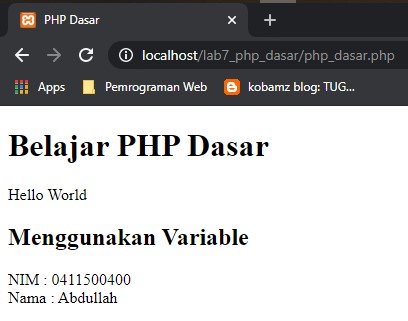 PHP Dasar
localhost/lab7_php_dasar/php_dasar.php
Apps Pemrograman Web kobamz blog: TUG...
Belajar PHP Dasar
Hello World
Menggunakan Variable
NIM : 0411500400
Nama : Abdullah